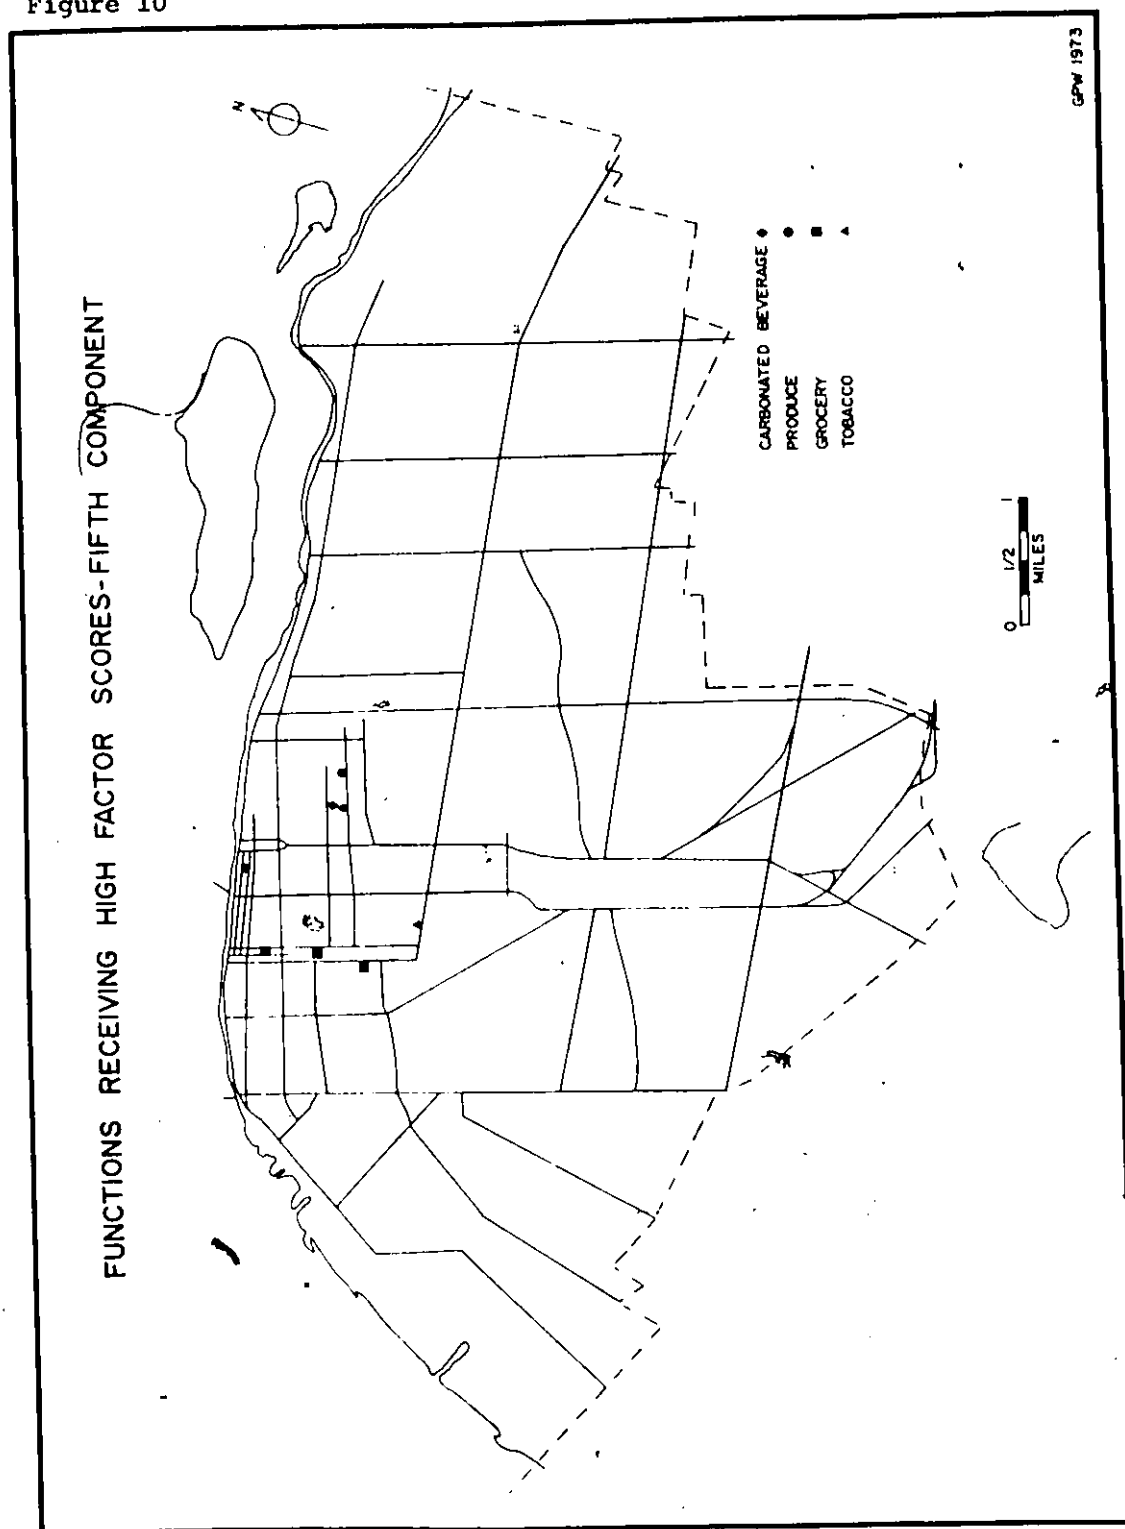 Figure 10
FUNCTIONS RECEIVING HIGH FACTOR SCORES-FIFTH COMPONENT
N
CARBONATED BEVERAGE
PRODUCE
GROCERY
TOBACCO
0 1/2 1
MILES
GPW 1973